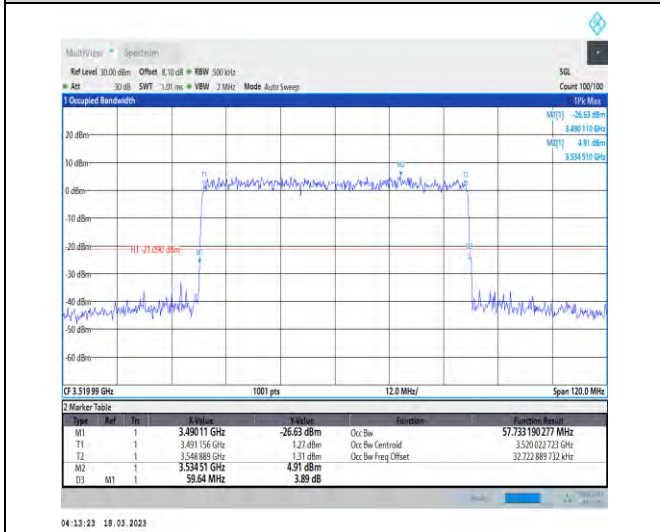 MultiView Spectrum
Ref Level 30.00 dBm Offset 8.10 dB RBW 500 kHz SGL
Att 30 dB SWT 1.01 ms VBW 2 MHz Mode Auto Sweep Count 100/100
1 Occupied Bandwidth 1Pk Max
M1[1] -26.63 dBm
3.490 110 GHz
M2[1] 4.91 dBm
3.534 510 GHz
20 dBm
10 dBm
T1 M2 T2
0 dBm
-10 dBm
-20 dBm
H1 -21.090 dBm M1 D3
-30 dBm
-40 dBm
-50 dBm
-60 dBm
CF 3.519 99 GHz 1001 pts 12.0 MHz/ Span 120.0 MHz
2 Marker Table
Type Ref Trc X-Value Y-Value Function Function Result
M1 1 3.490 11 GHz -26.63 dBm Occ Bw 57.733 190 277 MHz
T1 1 3.491 156 GHz 1.27 dBm Occ Bw Centroid 3.520 022 723 GHz
T2 1 3.548 889 GHz 1.31 dBm Occ Bw Freq Offset 32.722 889 732 kHz
M2 1 3.534 51 GHz 4.91 dBm
D3 M1 1 59.64 MHz 3.89 dB
04:13:23 18.03.2023